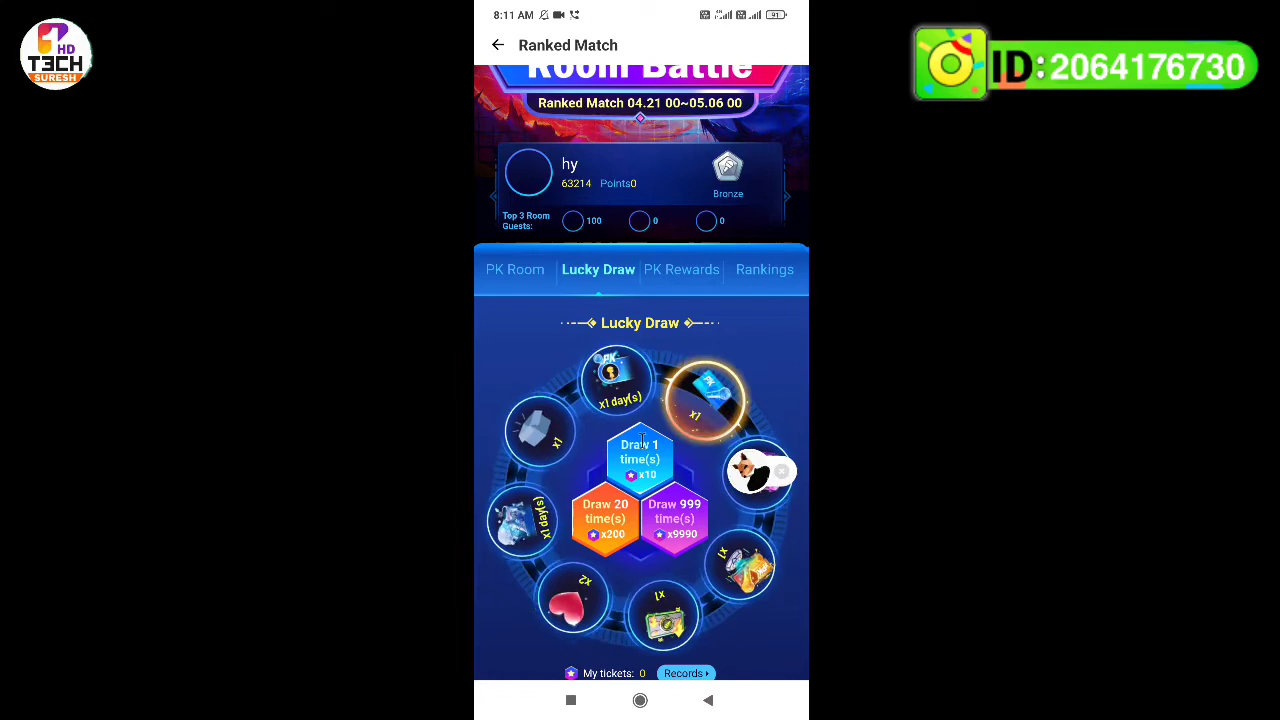 8:11 AM
91
Ranked Match
HD
TECH
SURESH
ID:2064176730
Room Battle
Ranked Match 04.21 00~05.06 00
hy
63214 Points0
Bronze
Top 3 Room
Guests:
100
0
0
PK Room
Lucky Draw
PK Rewards
Rankings
Lucky Draw
PK
x1 day(s)
PK
x1
x1
Draw 1
time(s)
x10
Draw 20
time(s)
x200
Draw 999
time(s)
x9990
x1 day(s)
x1
x2
x1
My tickets: 0
Records